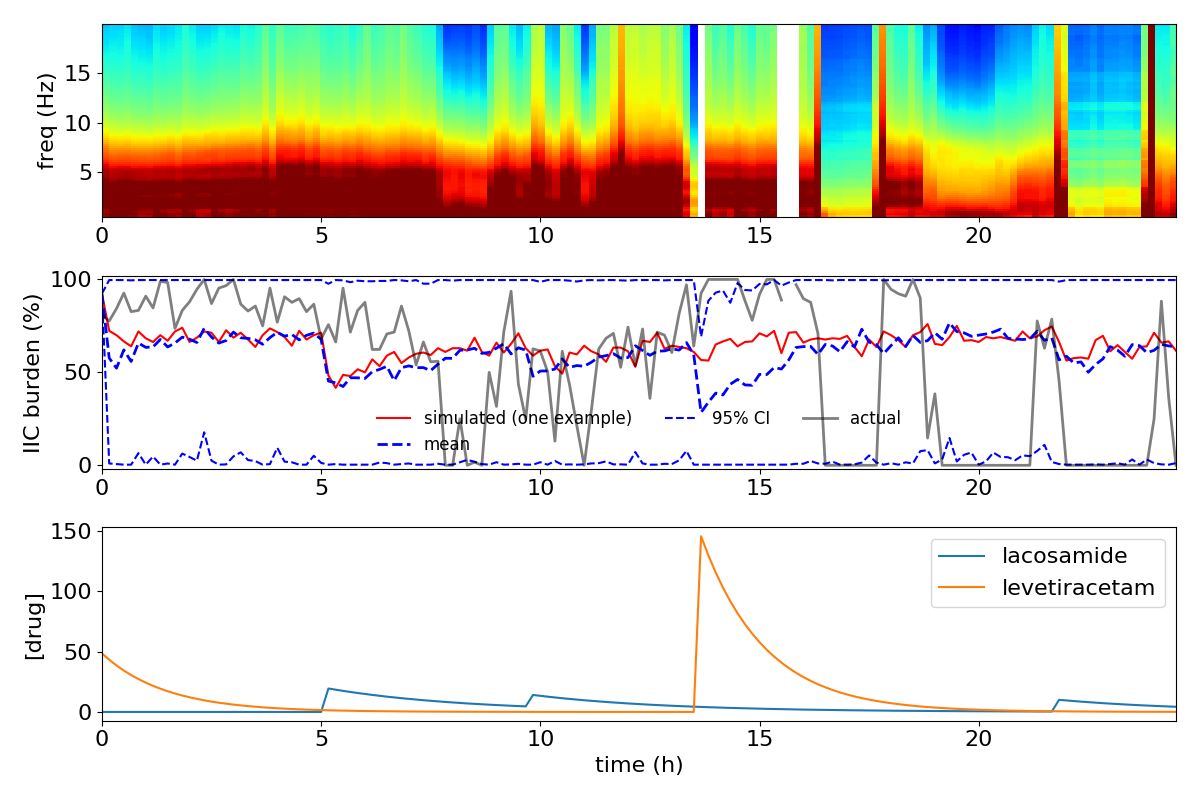 freq (Hz)
15
10
5
0 5 10 15 20
IIC burden (%)
100
50
0
simulated (one example)
mean
95% CI
actual
0 5 10 15 20
[drug]
150
100
50
0
lacosamide
levetiracetam
0 5 10 15 20
time (h)